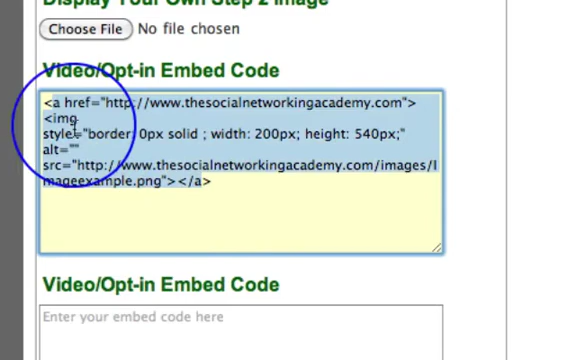 Display Your Own Step 2 Image
Choose File No file chosen
Video/Opt-in Embed Code
<a href="http://www.thesocialnetworkingacademy.com">
<img
style="border: 0px solid ; width: 200px; height: 540px;"
alt=""
src="http://www.thesocialnetworkingacademy.com/images/I
mageexample.png"></a>
Video/Opt-in Embed Code
Enter your embed code here